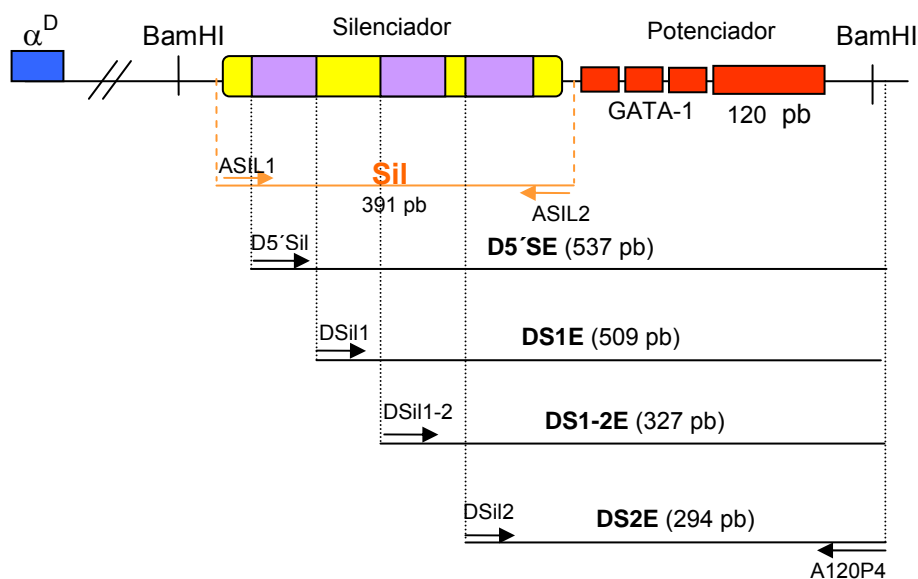 α^D
BamHI
Silenciador
Potenciador
BamHI
GATA-1
120 pb
ASIL1
Sil
391 pb
ASIL2
D5´Sil
D5´SE (537 pb)
DSil1
DS1E (509 pb)
DSil1-2
DS1-2E (327 pb)
DSil2
DS2E (294 pb)
A120P4